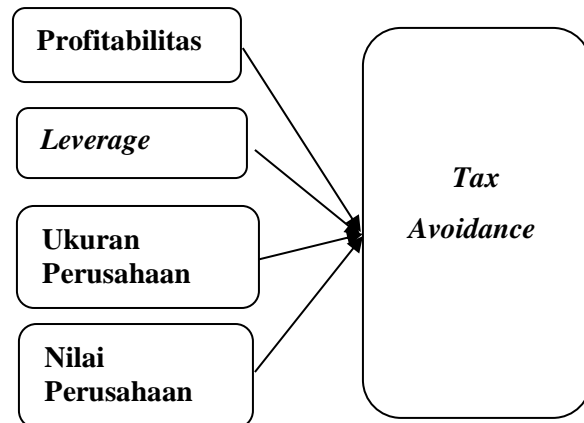 Profitabilitas
Leverage
Ukuran
Perusahaan
Nilai
Perusahaan
Tax
Avoidance